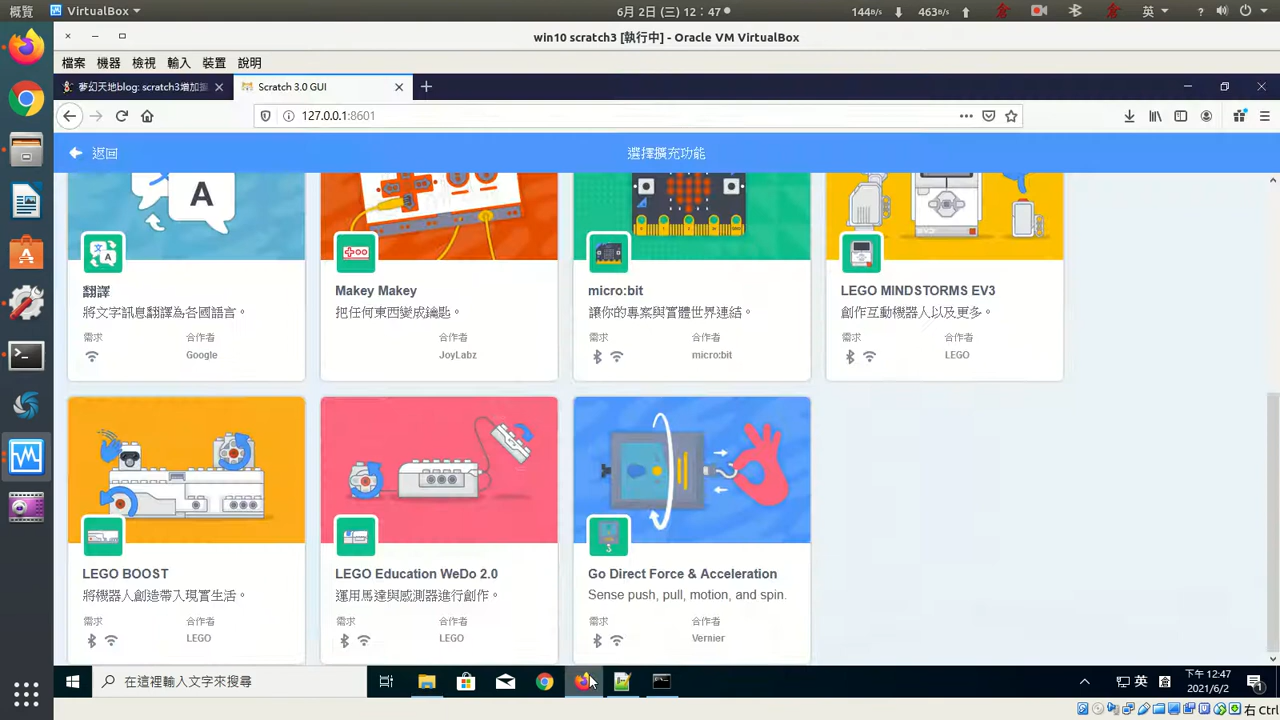 概覽 VirtualBox 6月 2日 (三) 12 : 47 144B/s 463B/s 英 ?
win10 scratch3 [執行中] - Oracle VM VirtualBox
檔案 機器 檢視 輸入 裝置 說明
夢幻天地blog: scratch3增加 Scratch 3.0 GUI
127.0.0.1:8601
返回 選擇擴充功能
A
翻譯
將文字訊息翻譯為各國語言。
需求 合作者
Google
Makey Makey
把任何東西變成鑰匙。
合作者
JoyLabz
micro:bit
讓你的專案與實體世界連結。
需求 合作者
micro:bit
LEGO MINDSTORMS EV3
創作互動機器人以及更多。
需求 合作者
LEGO
LEGO BOOST
將機器人創造帶入現實生活。
需求 合作者
LEGO
LEGO Education WeDo 2.0
運用馬達與感測器進行創作。
需求 合作者
LEGO
Go Direct Force & Acceleration
Sense push, pull, motion, and spin.
需求 合作者
Vernier
在這裡輸入文字來搜尋
英
下午 12:47
2021/6/2
右 Ctrl